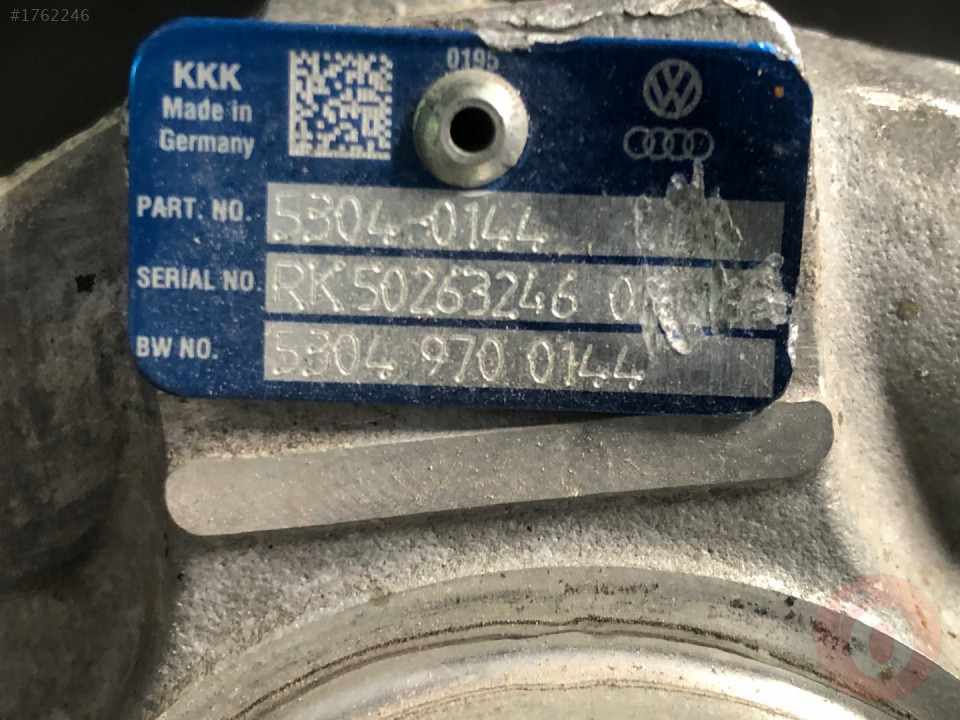 #1762246
KKK
Made in
Germany
0195
PART. NO. 5304-0144
SERIAL NO. RK50263246
BW NO. 5304 970 0144